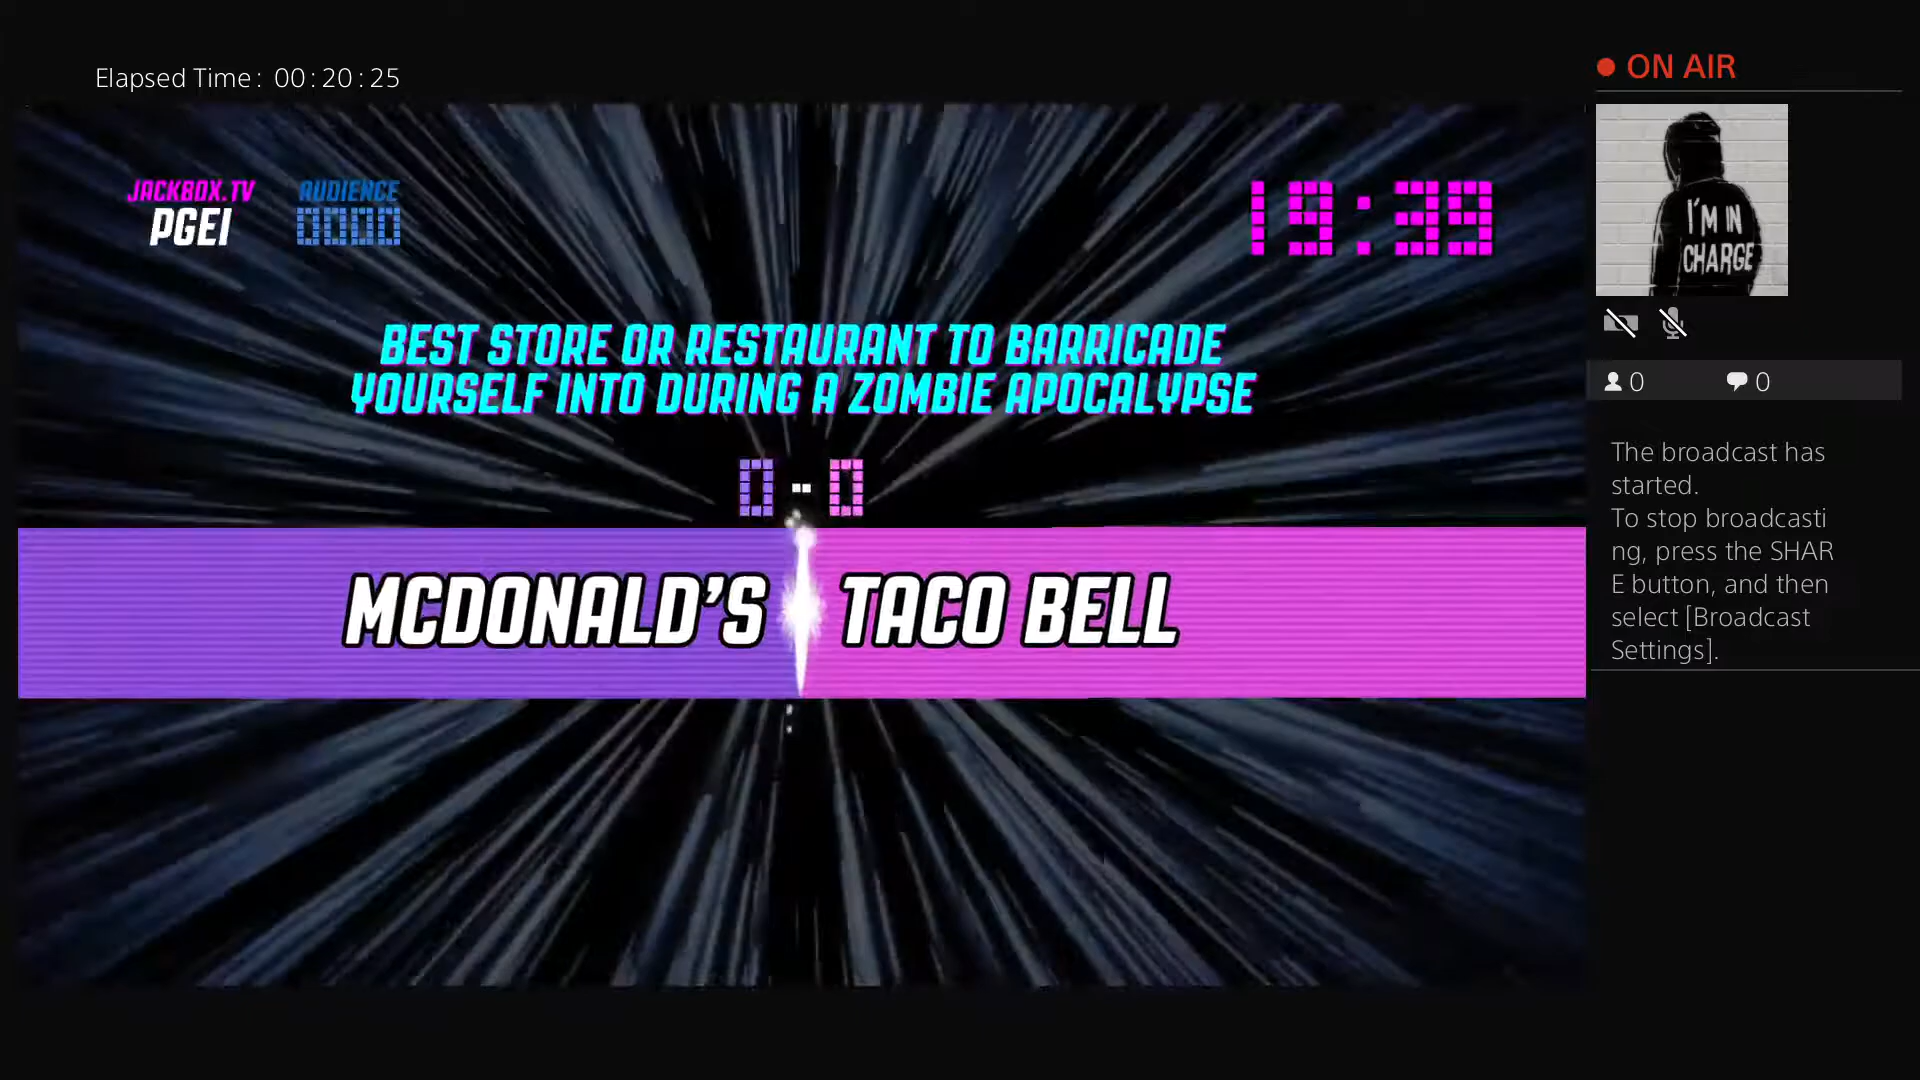 Elapsed Time: 00:20:25
ON AIR
JACKBOX.TV
PGEI
AUDIENCE
0000
19:39
I'M IN
CHARGE
BEST STORE OR RESTAURANT TO BARRICADE
YOURSELF INTO DURING A ZOMBIE APOCALYPSE
0-0
MCDONALD'S
TACO BELL
0
0
The broadcast has
started.
To stop broadcasti
ng, press the SHAR
E button, and then
select [Broadcast
Settings].